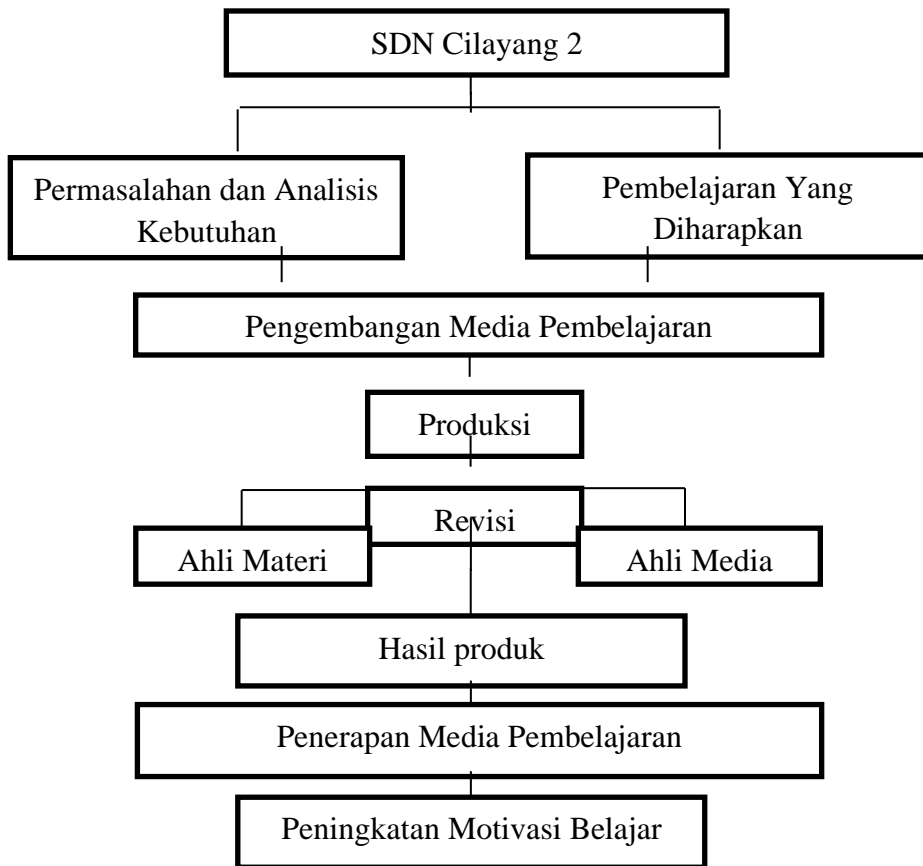 SDN Cilayang 2
Permasalahan dan Analisis
Kebutuhan
Pembelajaran Yang
Diharapkan
Pengembangan Media Pembelajaran
Produksi
Revisi
Ahli Materi
Ahli Media
Hasil produk
Penerapan Media Pembelajaran
Peningkatan Motivasi Belajar